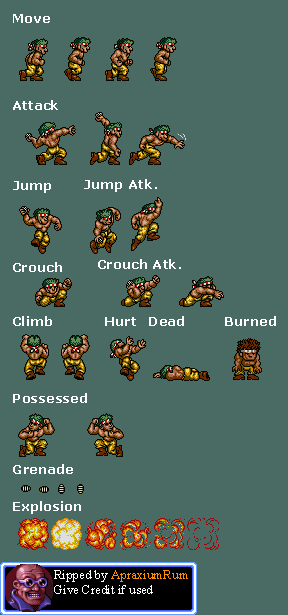 Move
Attack
Jump Jump Atk.
Crouch Crouch Atk.
Climb Hurt Dead Burned
Possessed
Grenade
Explosion
Ripped by ApraxiumRum
Give Credit if used